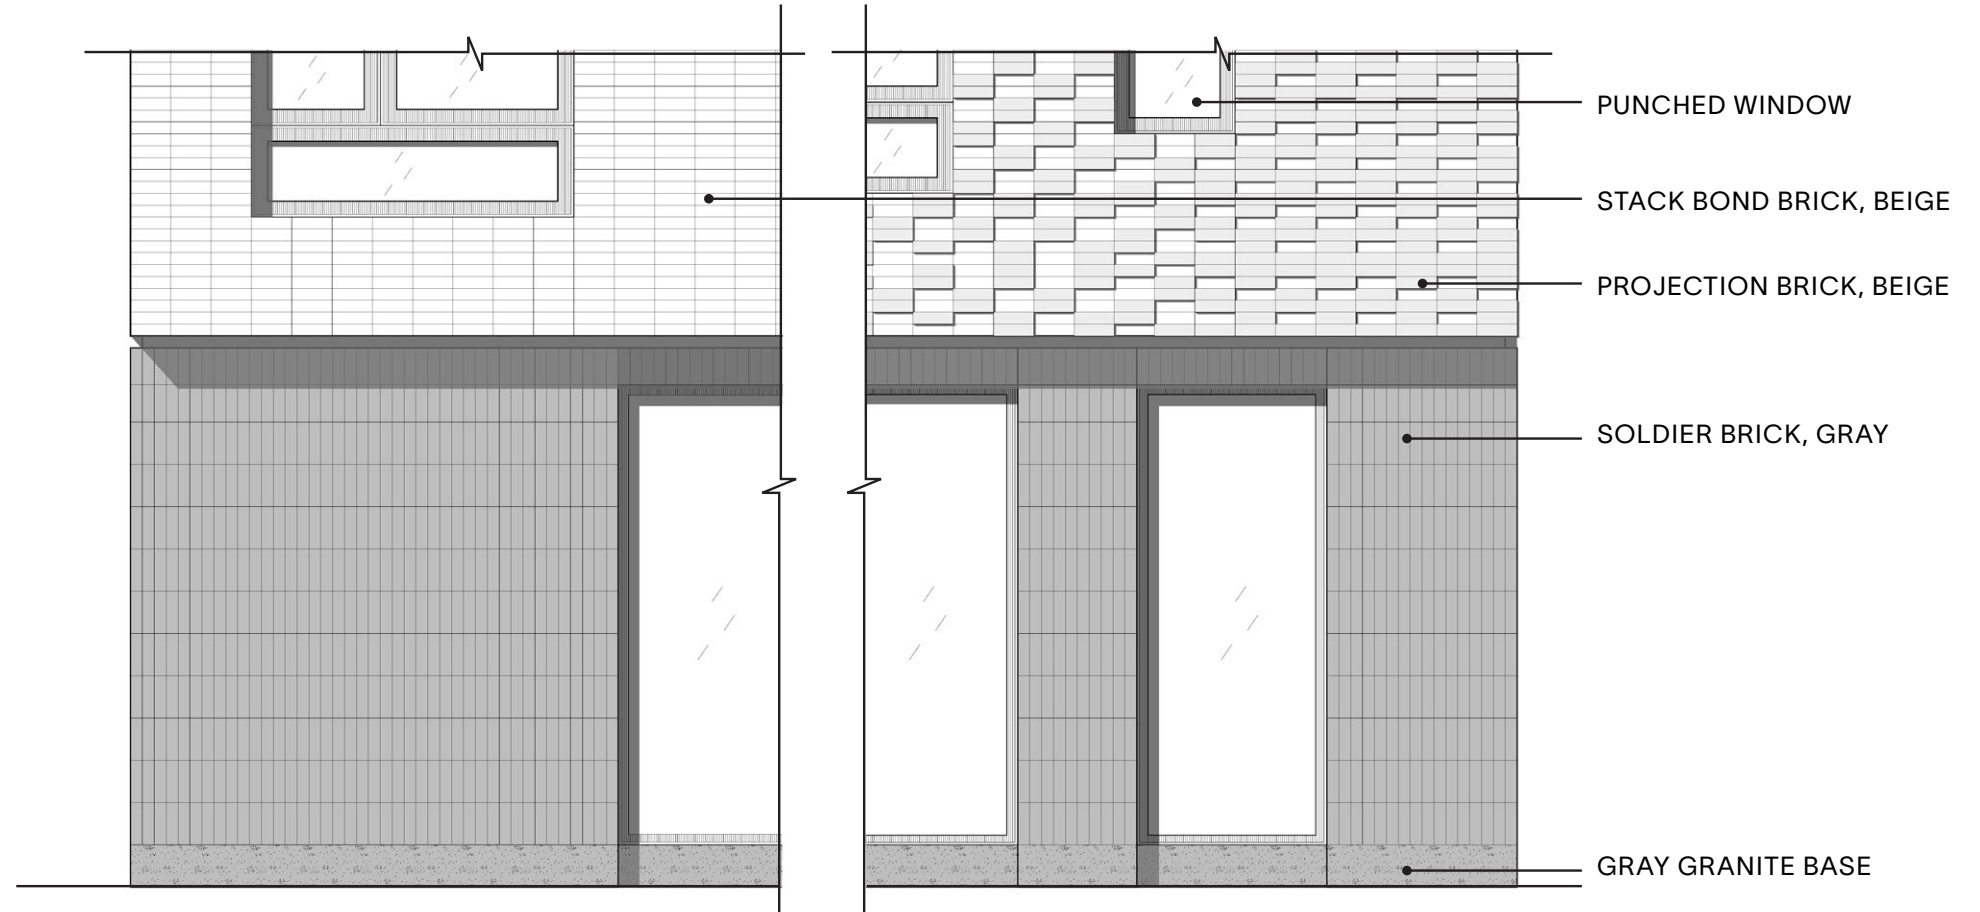 PUNCHED WINDOW
STACK BOND BRICK, BEIGE
PROJECTION BRICK, BEIGE
SOLDIER BRICK, GRAY
GRAY GRANITE BASE